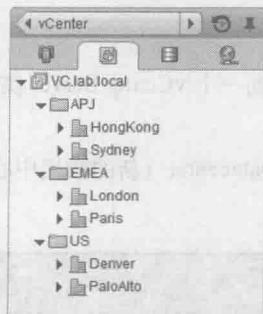 vCenter
VC.lab.local
APJ
HongKong
Sydney
EMEA
London
Paris
US
Denver
PaloAlto